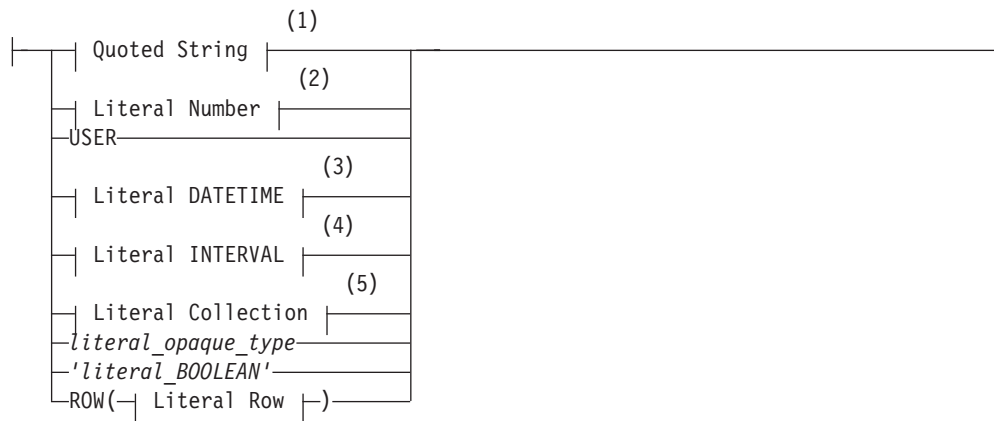 (1)
Quoted String
(2)
Literal Number
USER
(3)
Literal DATETIME
(4)
Literal INTERVAL
(5)
Literal Collection
literal_opaque_type
'literal_BOOLEAN'
ROW( Literal Row )